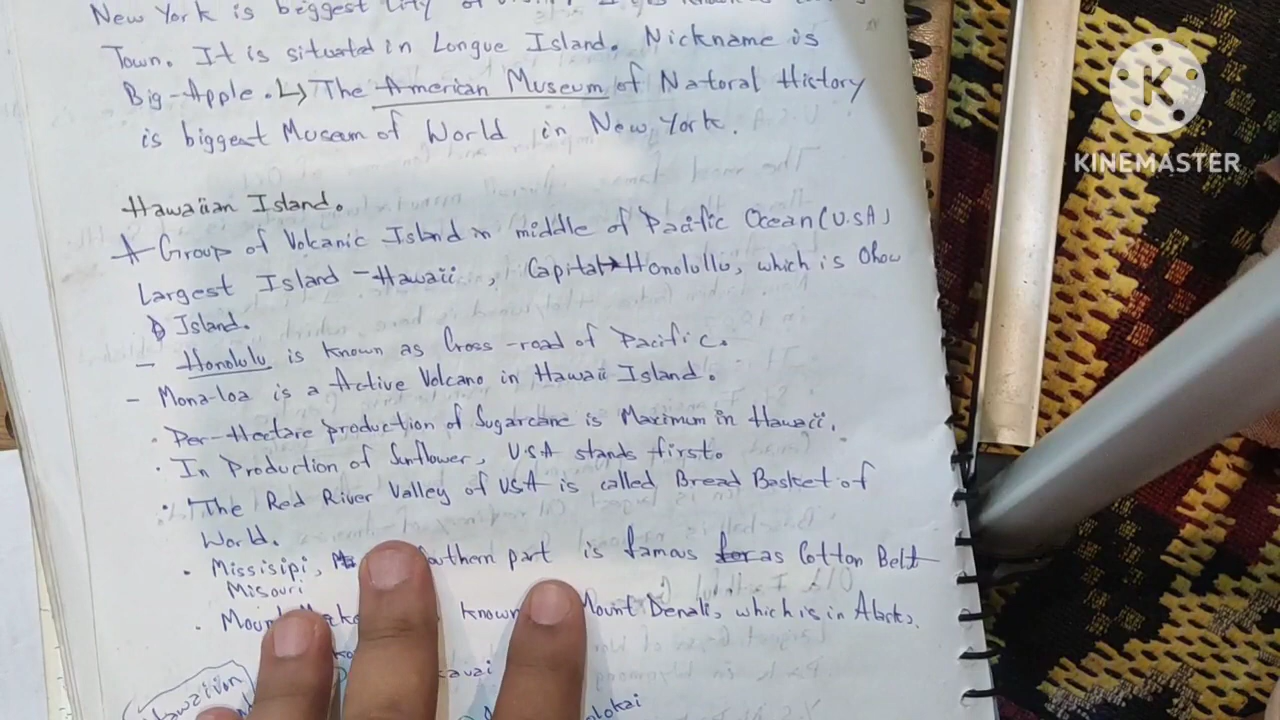 New York is biggest City of
Town. It is situated in Longue Island. Nickname is
Big-Apple. ↳ The American Museum of Natoral History
is biggest Museum of World in New York.
Hawaiian Island.
A Group of Volcanic Island in middle of Pacific Ocean (U.S.A)
Largest Island - Hawaii, Capital → Honolullu, which is Ohow
Island.
- Honolulu is known as Cross-road of Pacific.
- Mona-loa is a Active Volcano in Hawaii Island.
. Per-Hectare production of Sugarcane is Maximum in Hawaii.
. In Production of Sunflower, U.S.A stands first.
. The Red River Valley of USA is called Bread Basket of
World.
. Missisipi, part is famous as Cotton Belt
Misouri
. known Mount Denali, which is in
Hawaiian
KINEMASTER